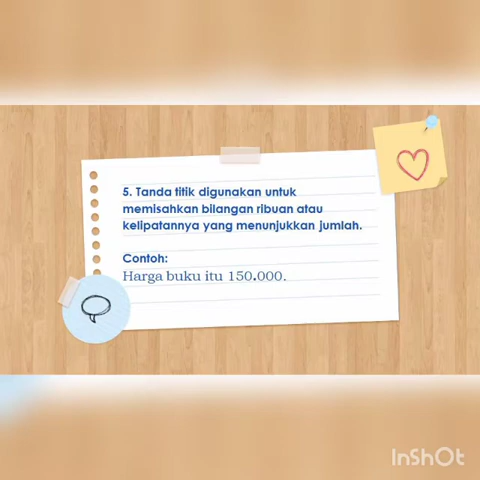 5. Tanda titik digunakan untuk
memisahkan bilangan ribuan atau
kelipatannya yang menunjukkan jumlah.
Contoh:
Harga buku itu 150.000.
InShOt